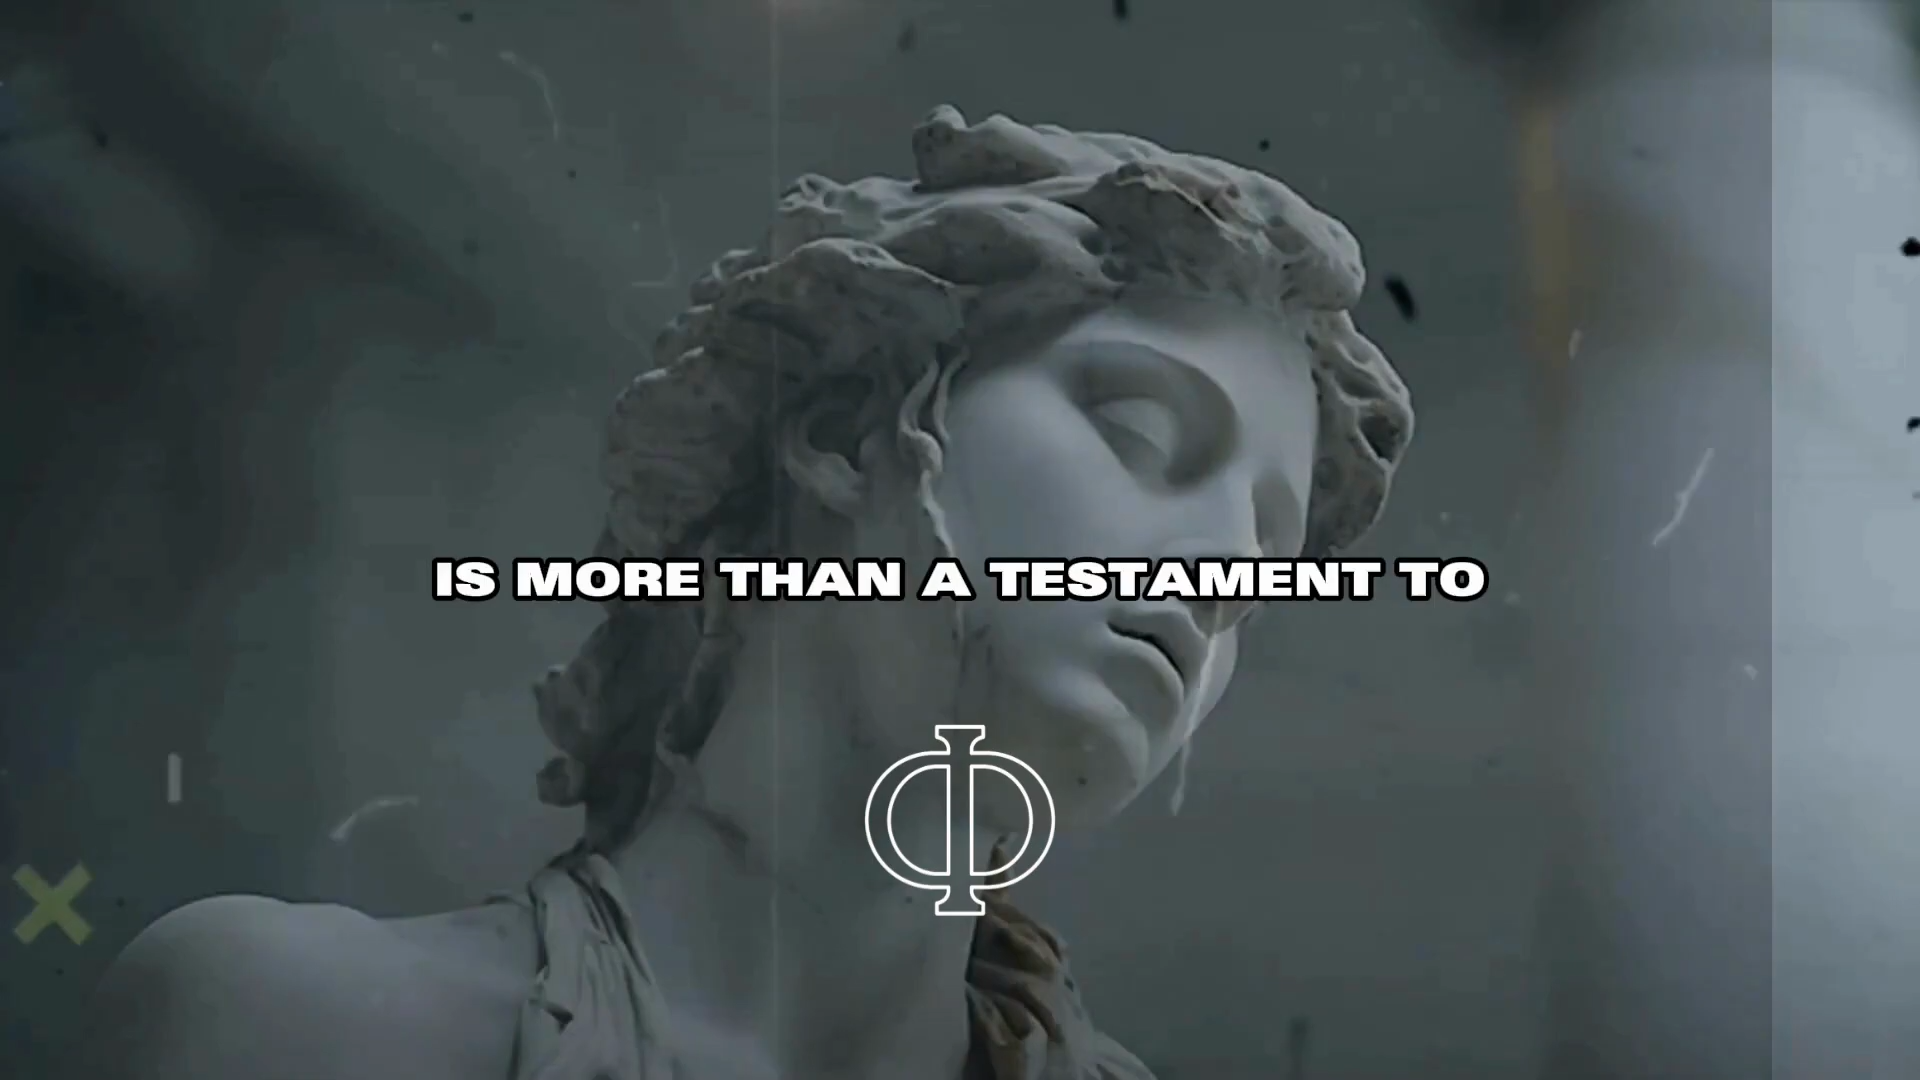 IS MORE THAN A TESTAMENT TO
Φ